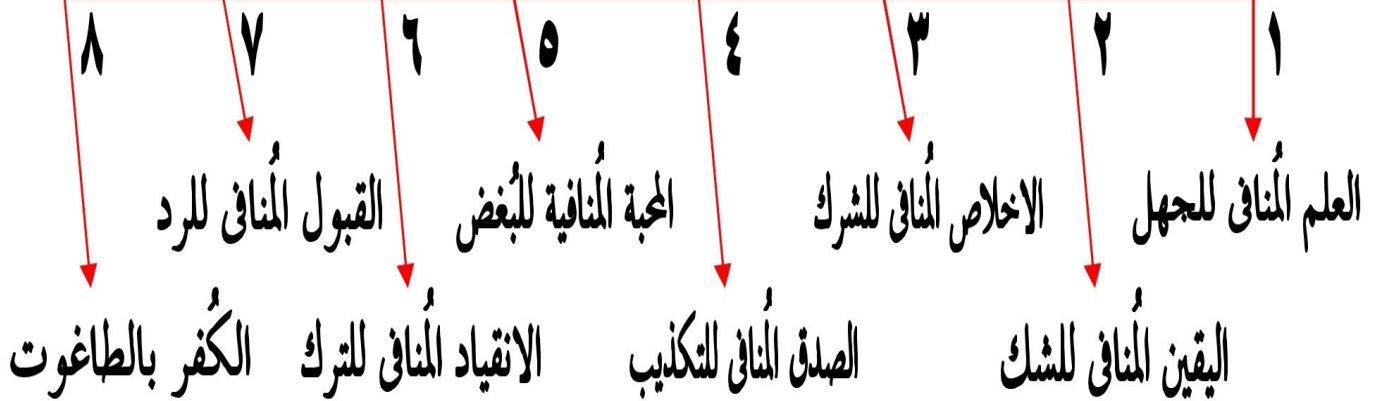 ١ ٢ ٣ ٤ ٥ ٦ ٧ ٨
العلم المُنافى للجهل
اليقين المُنافى للشك
الاخلاص المُنافى للشرك
الصدق المُنافى للتكذيب
المحبة المُنافية للبُغض
الانقياد المُنافى للترك
القبول المُنافى للرد
الكُفر بالطاغوت